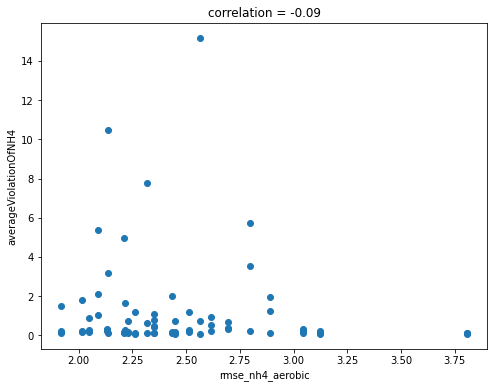 correlation = -0.09
averageViolationOfNH4
14
12
10
8
6
4
2
0
2.00 2.25 2.50 2.75 3.00 3.25 3.50 3.75
rmse_nh4_aerobic